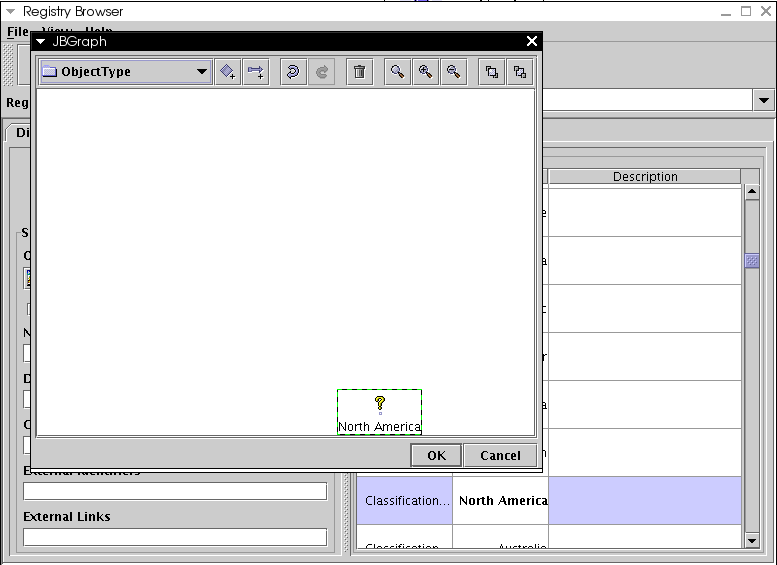 Registry Browser
File View Help
JBGraph
ObjectType
Reg
Di
Description
North America
OK Cancel
External Identifiers
External Links
Classification... North America
Classification... Australia